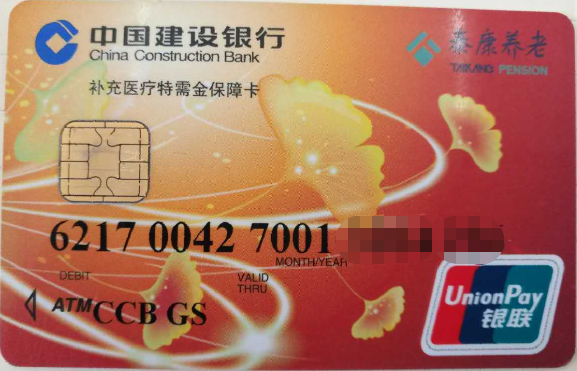 中国建设银行
China Construction Bank
泰康养老
TAIKANG PENSION
补充医疗特需金保障卡
6217 0042 7001
MONTH/YEAR
DEBIT
VALID
THRU
ATM CCB GS
UnionPay
银联